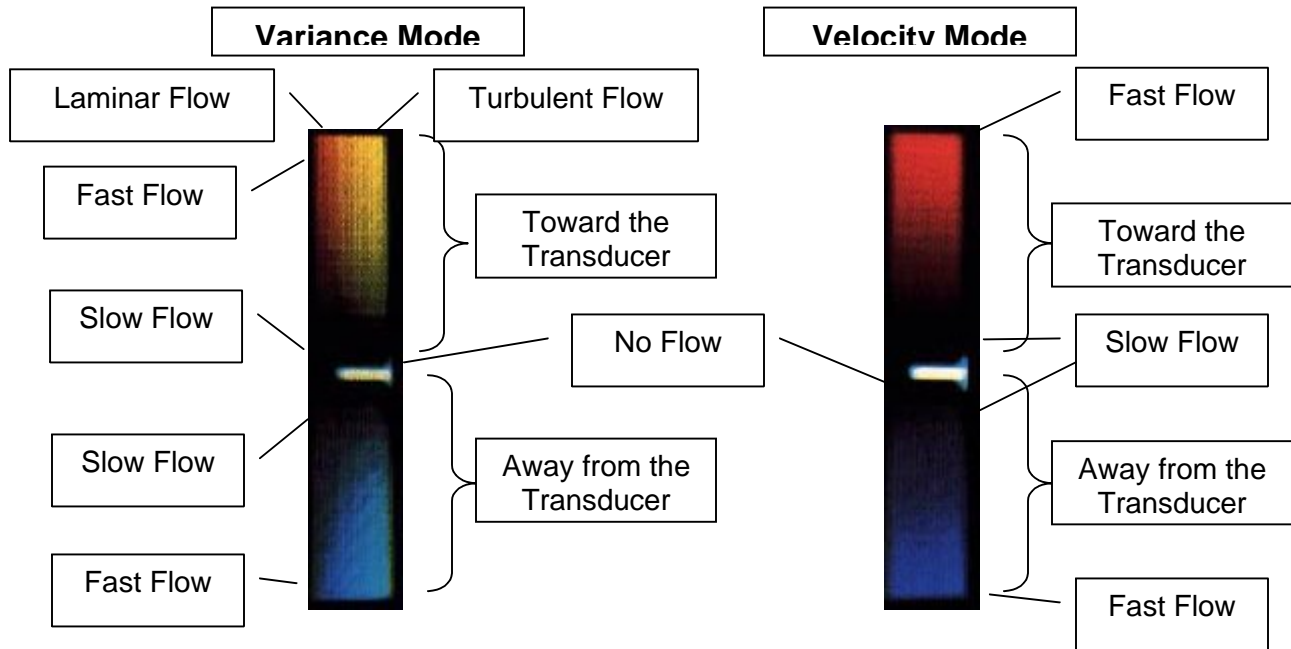 Variance Mode
Velocity Mode
Laminar Flow
Turbulent Flow
Fast Flow
Fast Flow
Toward the
Transducer
Toward the
Transducer
Slow Flow
No Flow
Slow Flow
Slow Flow
Away from the
Transducer
Away from the
Transducer
Fast Flow
Fast Flow